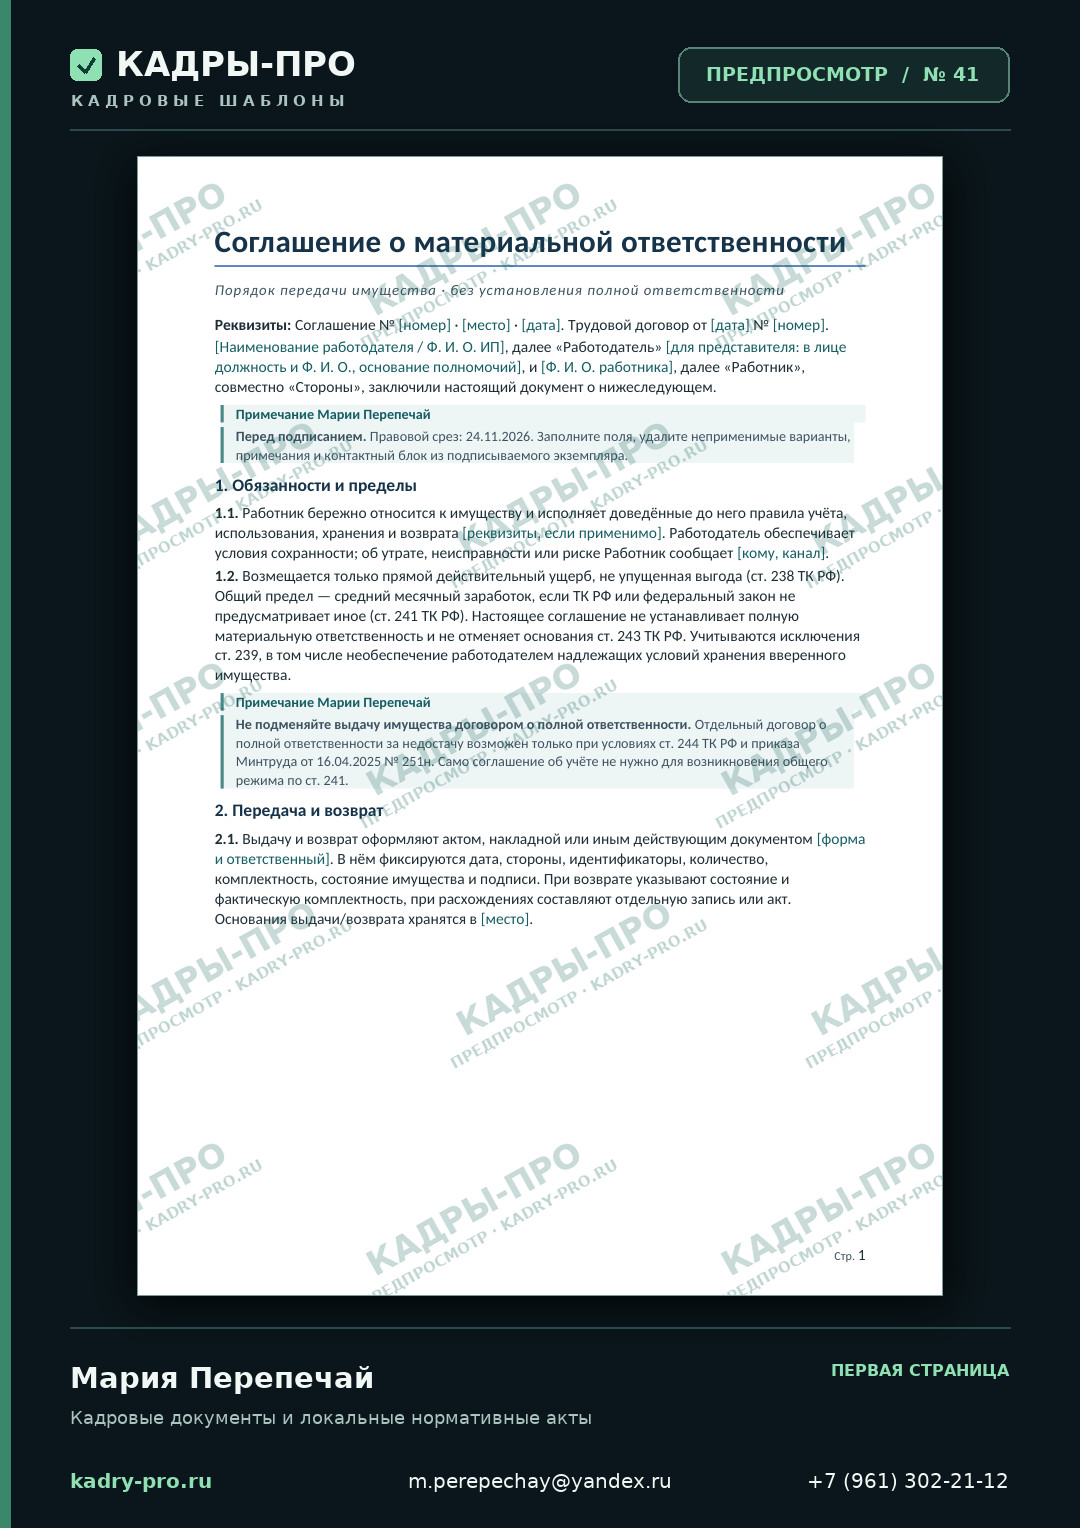 КАДРЫ-ПРО
КАДРОВЫЕ ШАБЛОНЫ
ПРЕДПРОСМОТР / № 41
Соглашение о материальной ответственности
Порядок передачи имущества · без установления полной ответственности
Реквизиты: Соглашение № [номер] · [место] · [дата]. Трудовой договор от [дата] № [номер].
[Наименование работодателя / Ф. И. О. ИП], далее «Работодатель» [для представителя: в лице
должность и Ф. И. О., основание полномочий], и [Ф. И. О. работника], далее «Работник»,
совместно «Стороны», заключили настоящий документ о нижеследующем.
Примечание Марии Перепечай
Перед подписанием. Правовой срез: 24.11.2026. Заполните поля, удалите неприменимые варианты,
примечания и контактный блок из подписываемого экземпляра.
1. Обязанности и пределы
1.1. Работник бережно относится к имуществу и исполняет доведённые до него правила учёта,
использования, хранения и возврата [реквизиты, если применимо]. Работодатель обеспечивает
условия сохранности; об утрате, неисправности или риске Работник сообщает [кому, канал].
1.2. Возмещается только прямой действительный ущерб, не упущенная выгода (ст. 238 ТК РФ).
Общий предел — средний месячный заработок, если ТК РФ или федеральный закон не
предусматривает иное (ст. 241 ТК РФ). Настоящее соглашение не устанавливает полную
материальную ответственность и не отменяет основания ст. 243 ТК РФ. Учитываются исключения
ст. 239, в том числе необеспечение работодателем надлежащих условий хранения вверенного
имущества.
Примечание Марии Перепечай
Не подменяйте выдачу имущества договором о полной ответственности. Отдельный договор о
полной ответственности за недостачу возможен только при условиях ст. 244 ТК РФ и приказа
Минтруда от 16.04.2025 № 251н. Само соглашение об учёте не нужно для возникновения общего
режима по ст. 241.
2. Передача и возврат
2.1. Выдачу и возврат оформляют актом, накладной или иным действующим документом [форма
и ответственный]. В нём фиксируются дата, стороны, идентификаторы, количество,
комплектность, состояние имущества и подписи. При возврате указывают состояние и
фактическую комплектность, при расхождениях составляют отдельную запись или акт.
Основания выдачи/возврата хранятся в [место].
КАДРЫ-ПРО
ПРЕДПРОСМОТР · KADRY-PRO.RU
Стр. 1
Мария Перепечай
ПЕРВАЯ СТРАНИЦА
Кадровые документы и локальные нормативные акты
kadry-pro.ru
m.perepechay@yandex.ru
+7 (961) 302-21-12